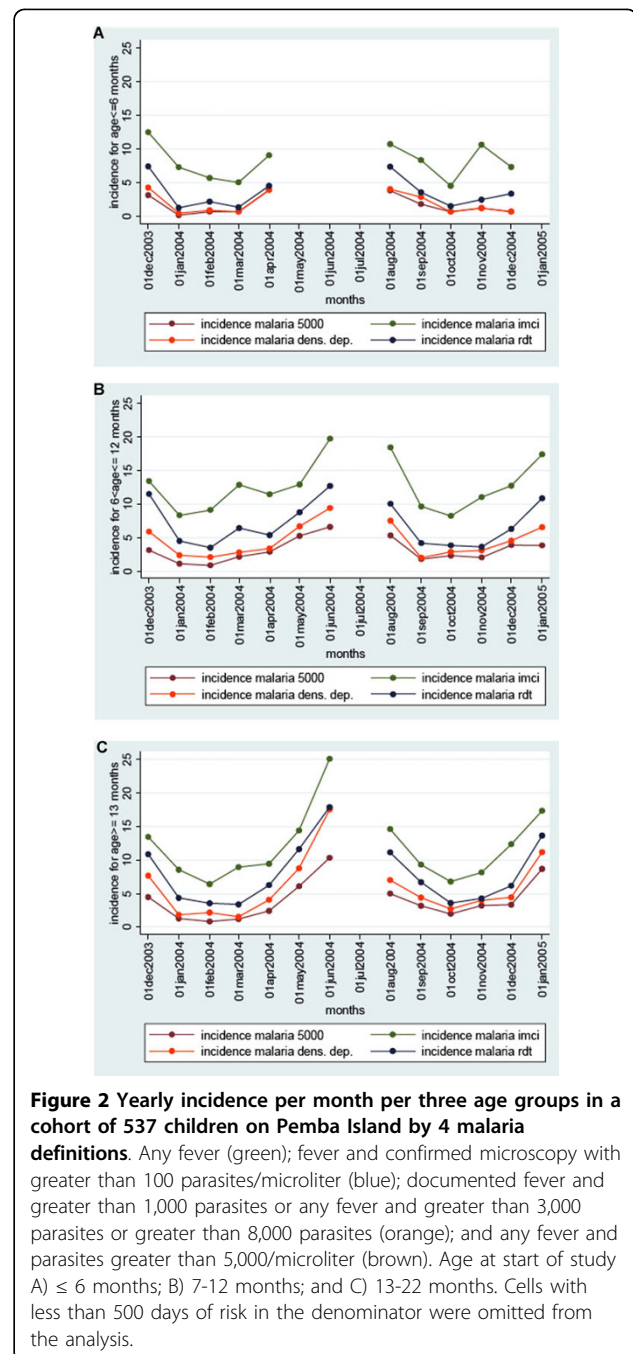 A
incidence for age<=6 months
25
20
15
10
5
0
01dec2003
01jan2004
01feb2004
01mar2004
01apr2004
01may2004
01jun2004
01jul2004
01aug2004
01sep2004
01oct2004
01nov2004
01dec2004
01jan2005
months
incidence malaria 5000
incidence malaria imci
incidence malaria dens. dep.
incidence malaria rdt
B
incidence for 6<age<= 12 months
25
20
15
10
5
0
01dec2003
01jan2004
01feb2004
01mar2004
01apr2004
01may2004
01jun2004
01jul2004
01aug2004
01sep2004
01oct2004
01nov2004
01dec2004
01jan2005
months
incidence malaria 5000
incidence malaria imci
incidence malaria dens. dep.
incidence malaria rdt
C
incidence for age>= 13 months
25
20
15
10
5
0
01dec2003
01jan2004
01feb2004
01mar2004
01apr2004
01may2004
01jun2004
01jul2004
01aug2004
01sep2004
01oct2004
01nov2004
01dec2004
01jan2005
months
incidence malaria 5000
incidence malaria imci
incidence malaria dens. dep.
incidence malaria rdt
Figure 2 Yearly incidence per month per three age groups in a
cohort of 537 children on Pemba Island by 4 malaria
definitions. Any fever (green); fever and confirmed microscopy with
greater than 100 parasites/microliter (blue); documented fever and
greater than 1,000 parasites or any fever and greater than 3,000
parasites or greater than 8,000 parasites (orange); and any fever and
parasites greater than 5,000/microliter (brown). Age at start of study
A) ≤ 6 months; B) 7-12 months; and C) 13-22 months. Cells with
less than 500 days of risk in the denominator were omitted from
the analysis.